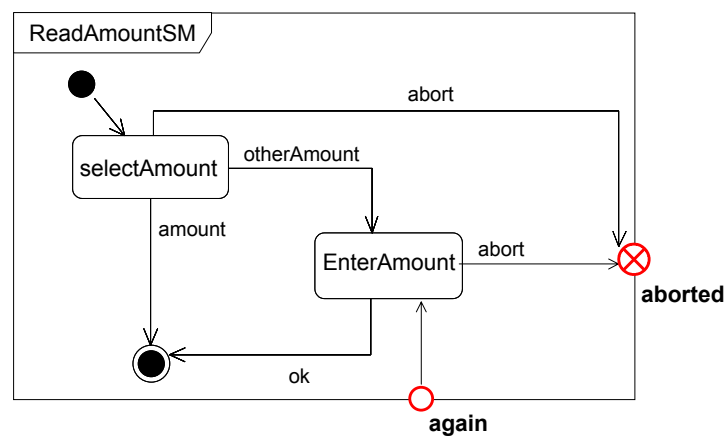 ReadAmountSM
abort
selectAmount
otherAmount
amount
EnterAmount
abort
aborted
ok
again